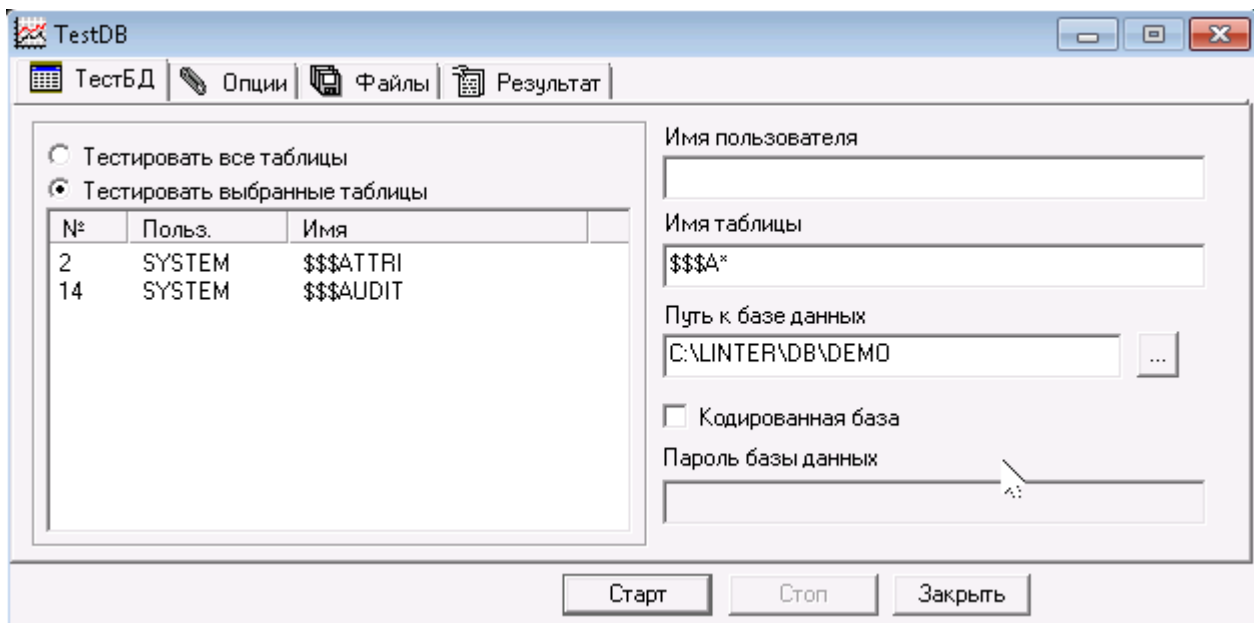 TestDB
ТестБД Опции Файлы Результат
Тестировать все таблицы
Тестировать выбранные таблицы
№ Польз. Имя
2 SYSTEM $$$ATTRI
14 SYSTEM $$$AUDIT
Имя пользователя
Имя таблицы
$$$A*
Путь к базе данных
C:\LINTER\DB\DEMO
...
Кодированная база
Пароль базы данных
Старт Стоп Закрыть